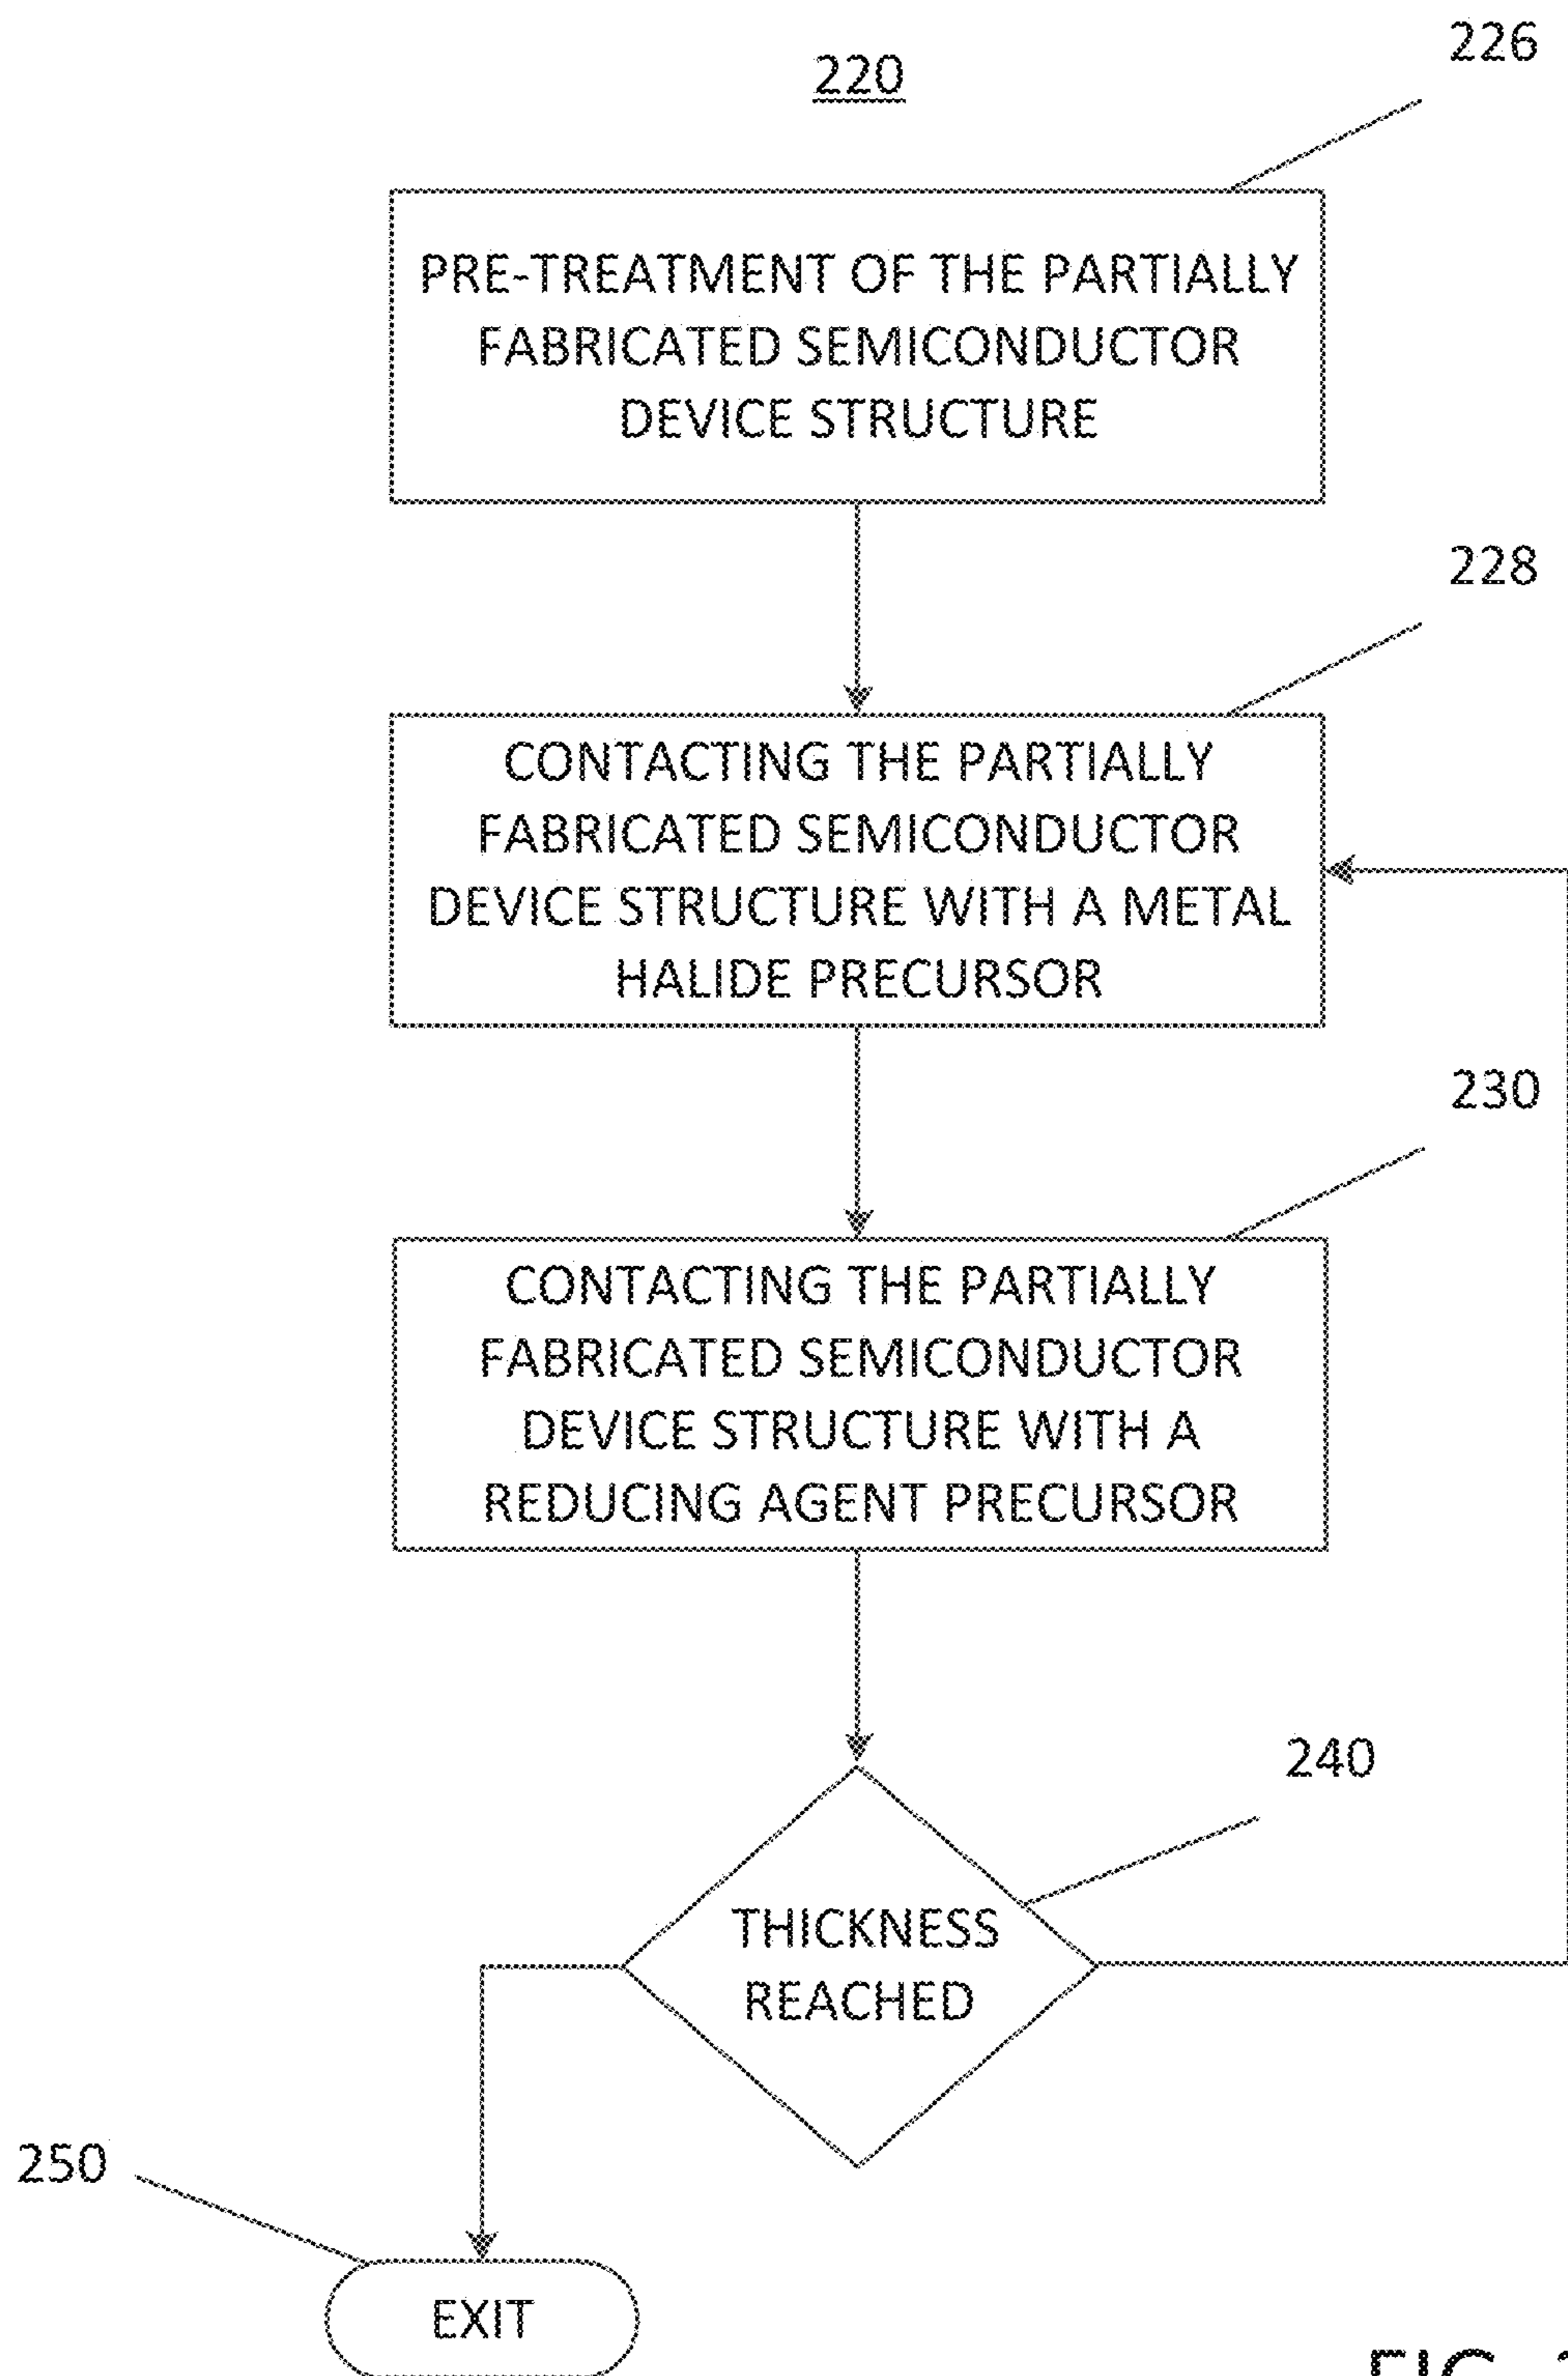 220
226
PRE-TREATMENT OF THE PARTIALLY
FABRICATED SEMICONDUCTOR
DEVICE STRUCTURE
228
CONTACTING THE PARTIALLY
FABRICATED SEMICONDUCTOR
DEVICE STRUCTURE WITH A METAL
HALIDE PRECURSOR
230
CONTACTING THE PARTIALLY
FABRICATED SEMICONDUCTOR
DEVICE STRUCTURE WITH A
REDUCING AGENT PRECURSOR
240
THICKNESS
REACHED
250
EXIT
FIG.